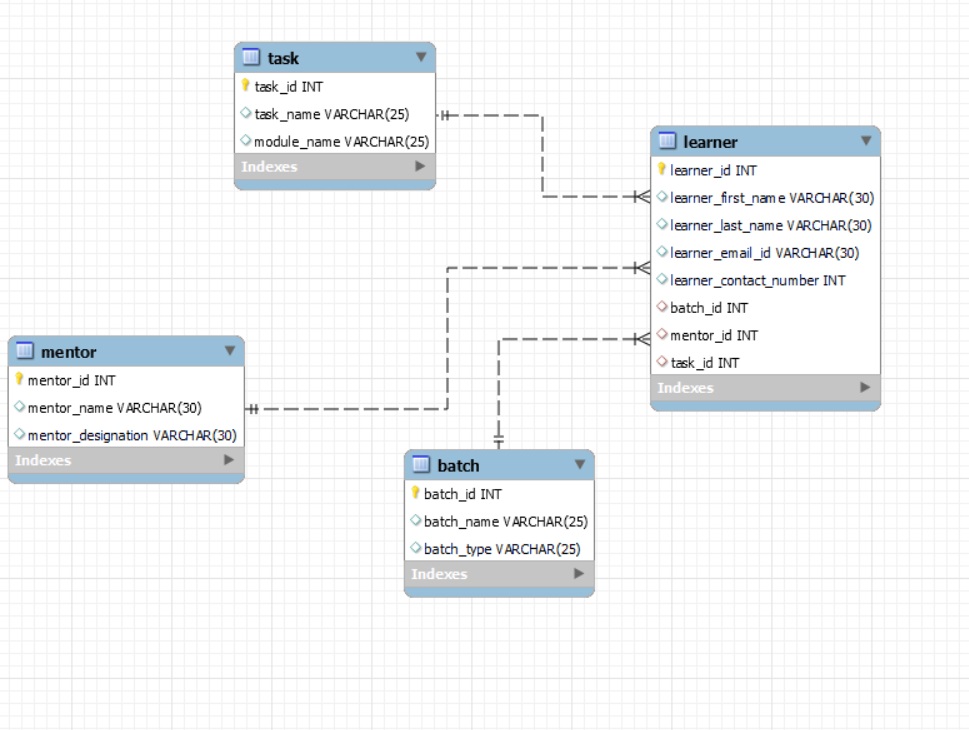 task
task_id INT
task_name VARCHAR(25)
module_name VARCHAR(25)
Indexes
learner
learner_id INT
learner_first_name VARCHAR(30)
learner_last_name VARCHAR(30)
learner_email_id VARCHAR(30)
learner_contact_number INT
batch_id INT
mentor_id INT
task_id INT
Indexes
mentor
mentor_id INT
mentor_name VARCHAR(30)
mentor_designation VARCHAR(30)
Indexes
batch
batch_id INT
batch_name VARCHAR(25)
batch_type VARCHAR(25)
Indexes